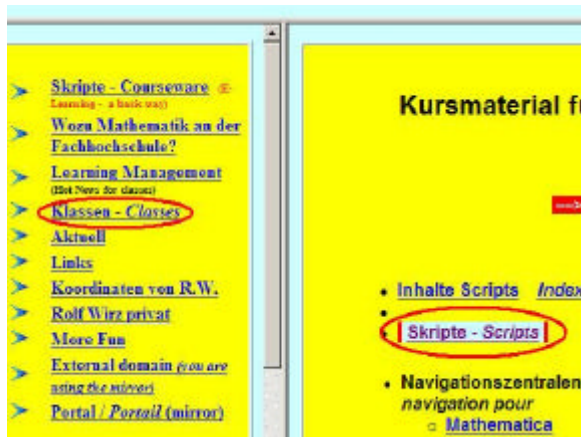 Skripte - Courseware (E-
Learning - a basic way)
Wozu Mathematik an der
Fachhochschule?
Learning Management
(Hot News for classes)
Klassen - Classes
Aktuell
Links
Koordinaten von R.W.
Rolf Wirz privat
More Fun
External domain (you are
using the mirror)
Portal / Portail (mirror)
Kursmaterial fü
Inhalte Scripts Index
Skripte - Scripts
Navigationszentralen
navigation pour
Mathematica